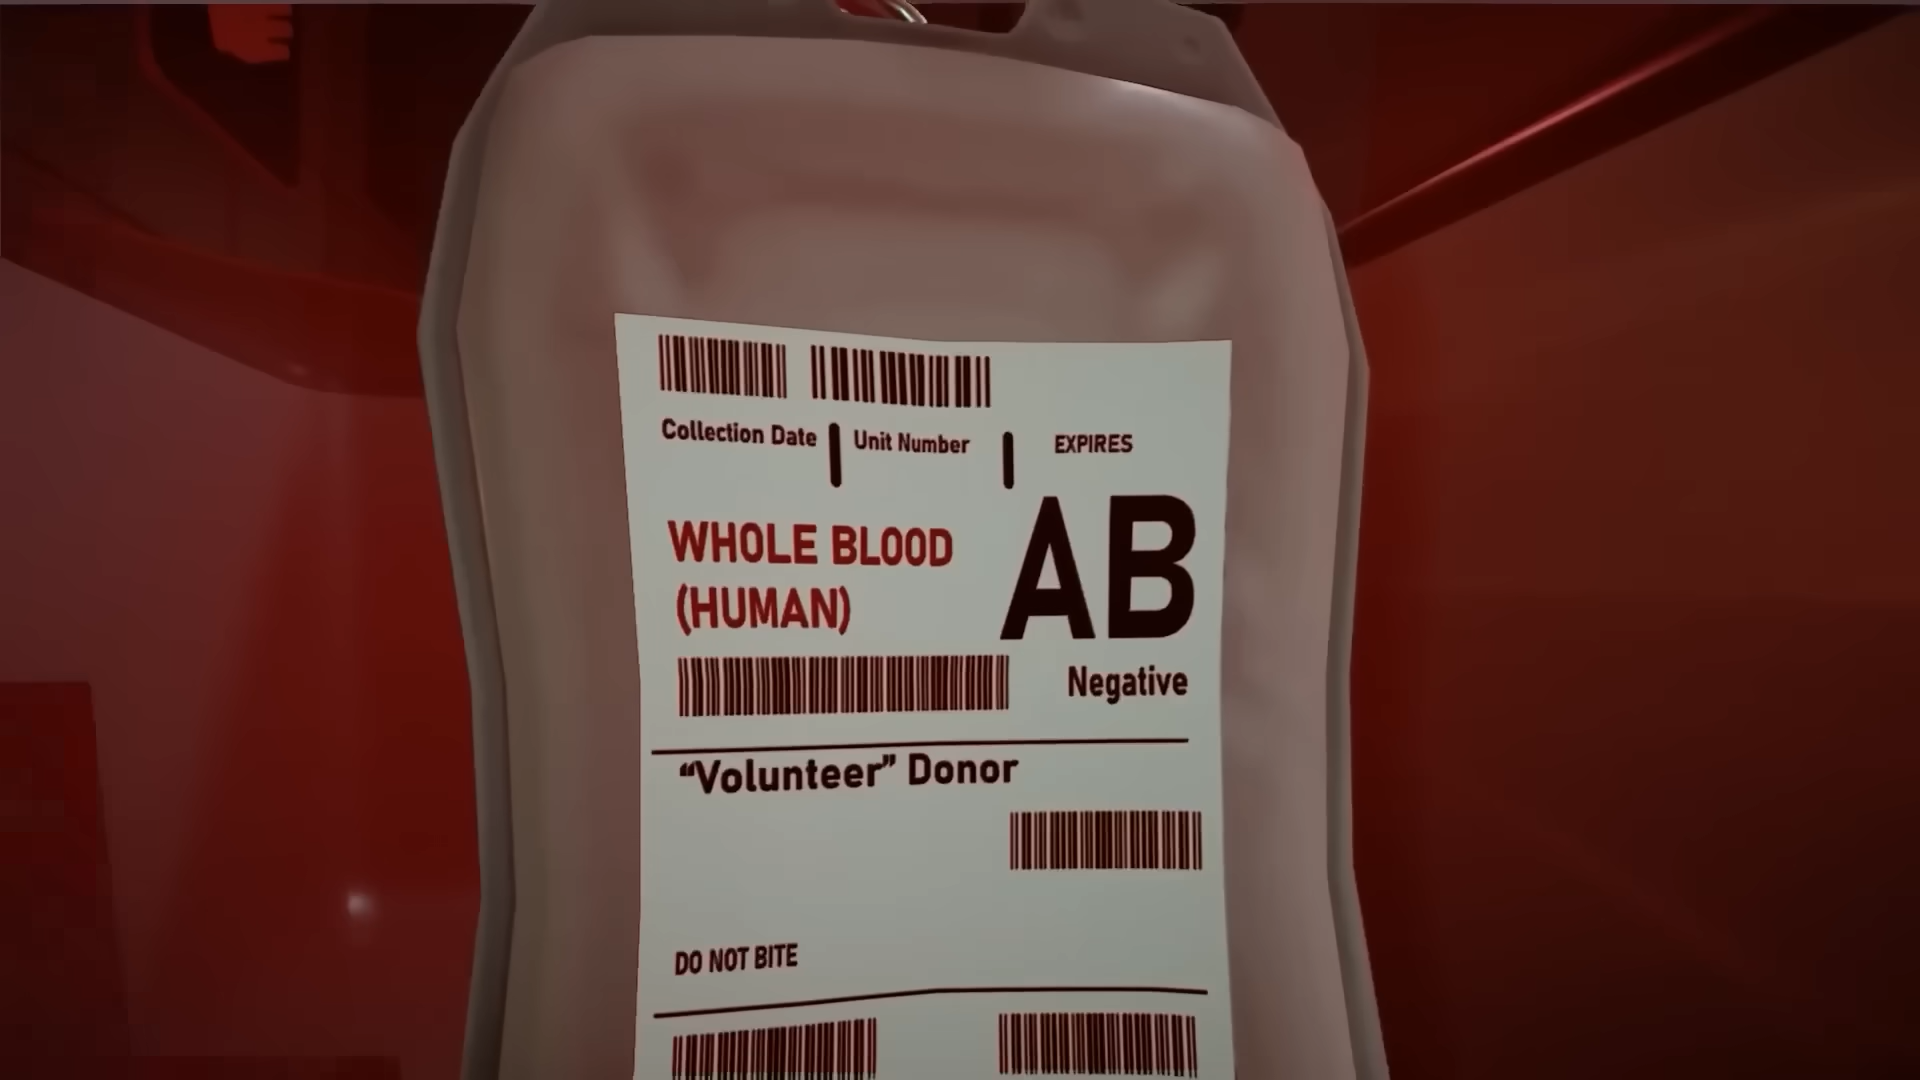 Collection Date | Unit Number | EXPIRES
WHOLE BLOOD
(HUMAN)
AB
Negative
“Volunteer” Donor
DO NOT BITE